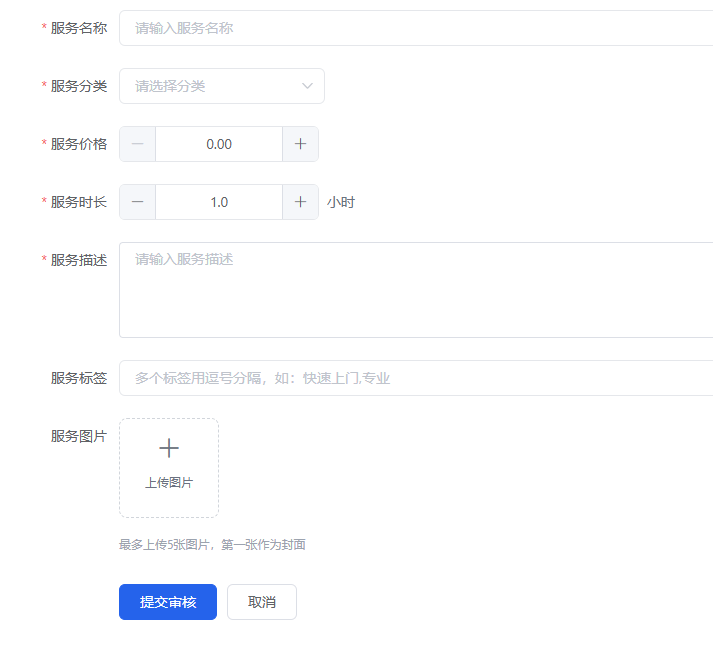 * 服务名称 请输入服务名称
* 服务分类 请选择分类
* 服务价格 0.00
* 服务时长 1.0 小时
* 服务描述 请输入服务描述
服务标签 多个标签用逗号分隔，如：快速上门,专业
服务图片
上传图片
最多上传5张图片，第一张作为封面
提交审核 取消